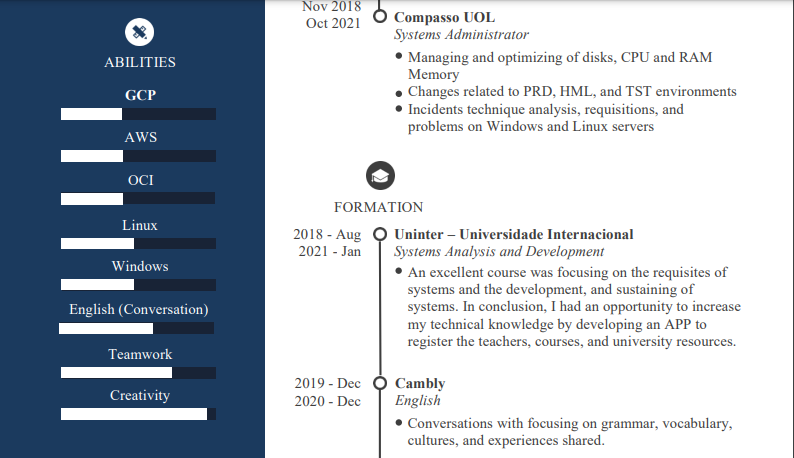 ABILITIES
GCP
AWS
OCI
Linux
Windows
English (Conversation)
Teamwork
Creativity
Nov 2018
Oct 2021
Compasso UOL
Systems Administrator
Managing and optimizing of disks, CPU and RAM
Memory
Changes related to PRD, HML, and TST environments
Incidents technique analysis, requisitions, and
problems on Windows and Linux servers
FORMATION
2018 - Aug
2021 - Jan
Uninter – Universidade Internacional
Systems Analysis and Development
An excellent course was focusing on the requisites of
systems and the development, and sustaining of
systems. In conclusion, I had an opportunity to increase
my technical knowledge by developing an APP to
register the teachers, courses, and university resources.
2019 - Dec
2020 - Dec
Cambly
English
Conversations with focusing on grammar, vocabulary,
cultures, and experiences shared.